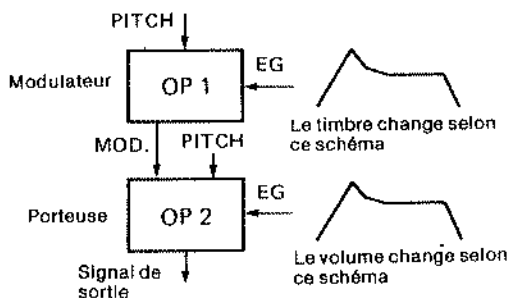 PITCH
Modulateur
OP 1
EG
Le timbre change selon
ce schéma
MOD.
PITCH
Porteuse
OP 2
EG
Le volume change selon
ce schéma
Signal de
sortie